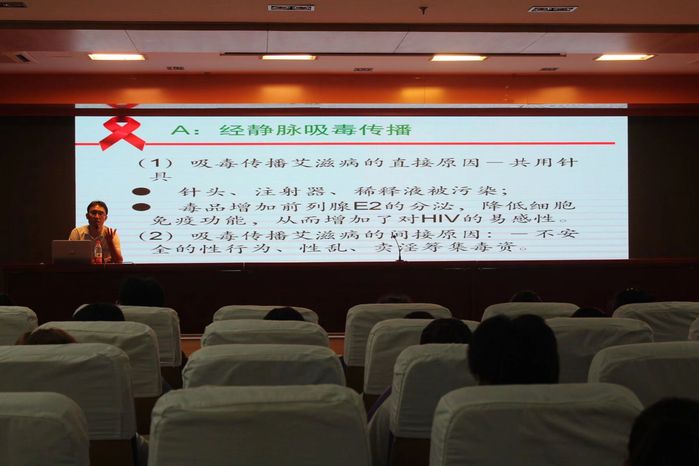 A：经静脉吸毒传播
（1）吸毒传播艾滋病的直接原因－共用针
具
● 针头、注射器、稀释液被污染；
● 毒品增加前列腺E2的分泌，降低细胞
免疫功能，从而增加了对HIV的易感性。
（2）吸毒传播艾滋病的间接原因：－不安
全的性行为、性乱、卖淫筹集毒资。